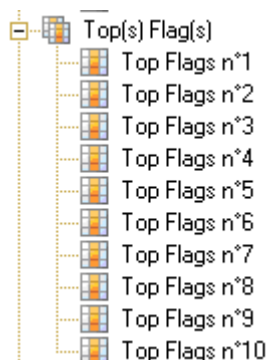 Top(s) Flag(s)
Top Flags n°1
Top Flags n°2
Top Flags n°3
Top Flags n°4
Top Flags n°5
Top Flags n°6
Top Flags n°7
Top Flags n°8
Top Flags n°9
Top Flags n°10